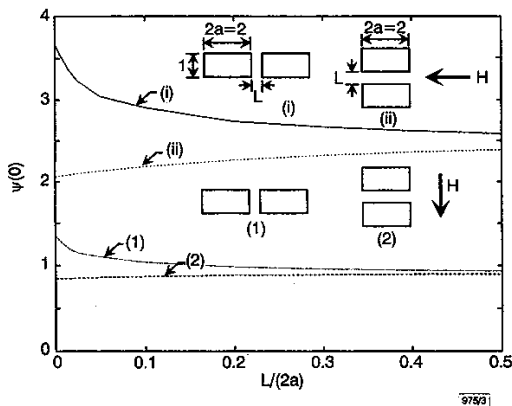 2a=2
2a=2
1
L
L
H
(i)
(ii)
(i)
(ii)
H
(1)
(2)
(1)
(2)
ψ(0)
4
3
2
1
0
0
0.1
0.2
0.3
0.4
0.5
L/(2a)
975/3